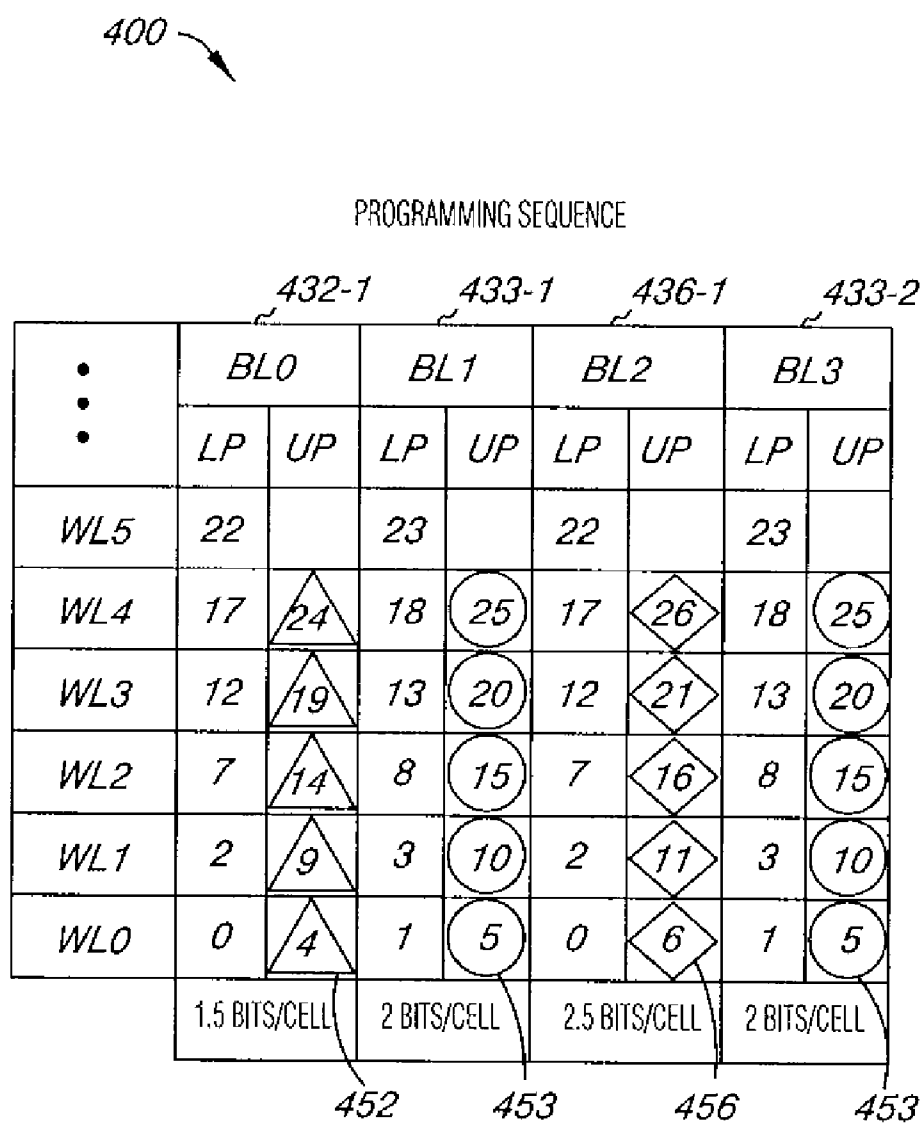 400
PROGRAMMING SEQUENCE
432-1 433-1 436-1 433-2
BL0 BL1 BL2 BL3
LP UP LP UP LP UP LP UP
WL5 22 23 22 23
WL4 17 24 18 25 17 26 18 25
WL3 12 19 13 20 12 21 13 20
WL2 7 14 8 15 7 16 8 15
WL1 2 9 3 10 2 11 3 10
WL0 0 4 1 5 0 6 1 5
1.5 BITS/CELL 2 BITS/CELL 2.5 BITS/CELL 2 BITS/CELL
452 453 456 453